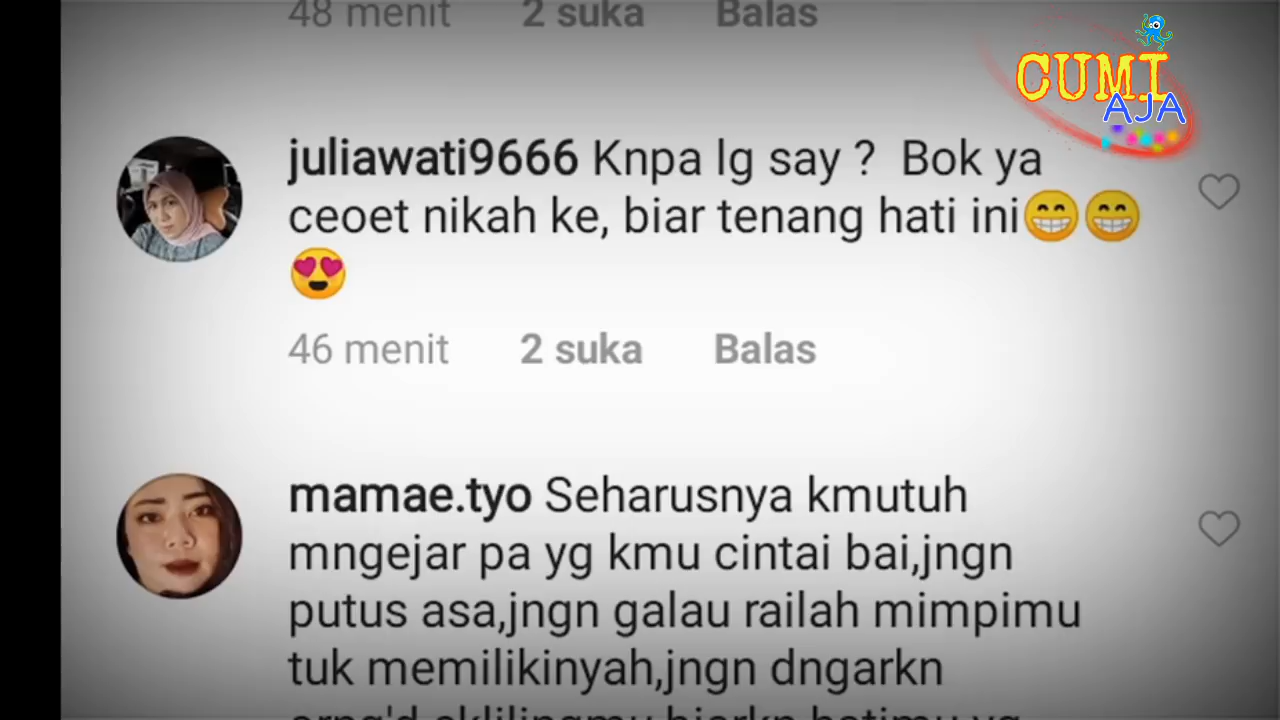 48 menit 2 suka Balas
CUMI
AJA
juliawati9666 Knpa lg say ? Bok ya
ceoet nikah ke, biar tenang hati ini😁😁
😍
46 menit 2 suka Balas
mamae.tyo Seharusnya kmutuh
mngejar pa yg kmu cintai bai,jngn
putus asa,jngn galau railah mimpimu
tuk memilikinyah,jngn dngarkn